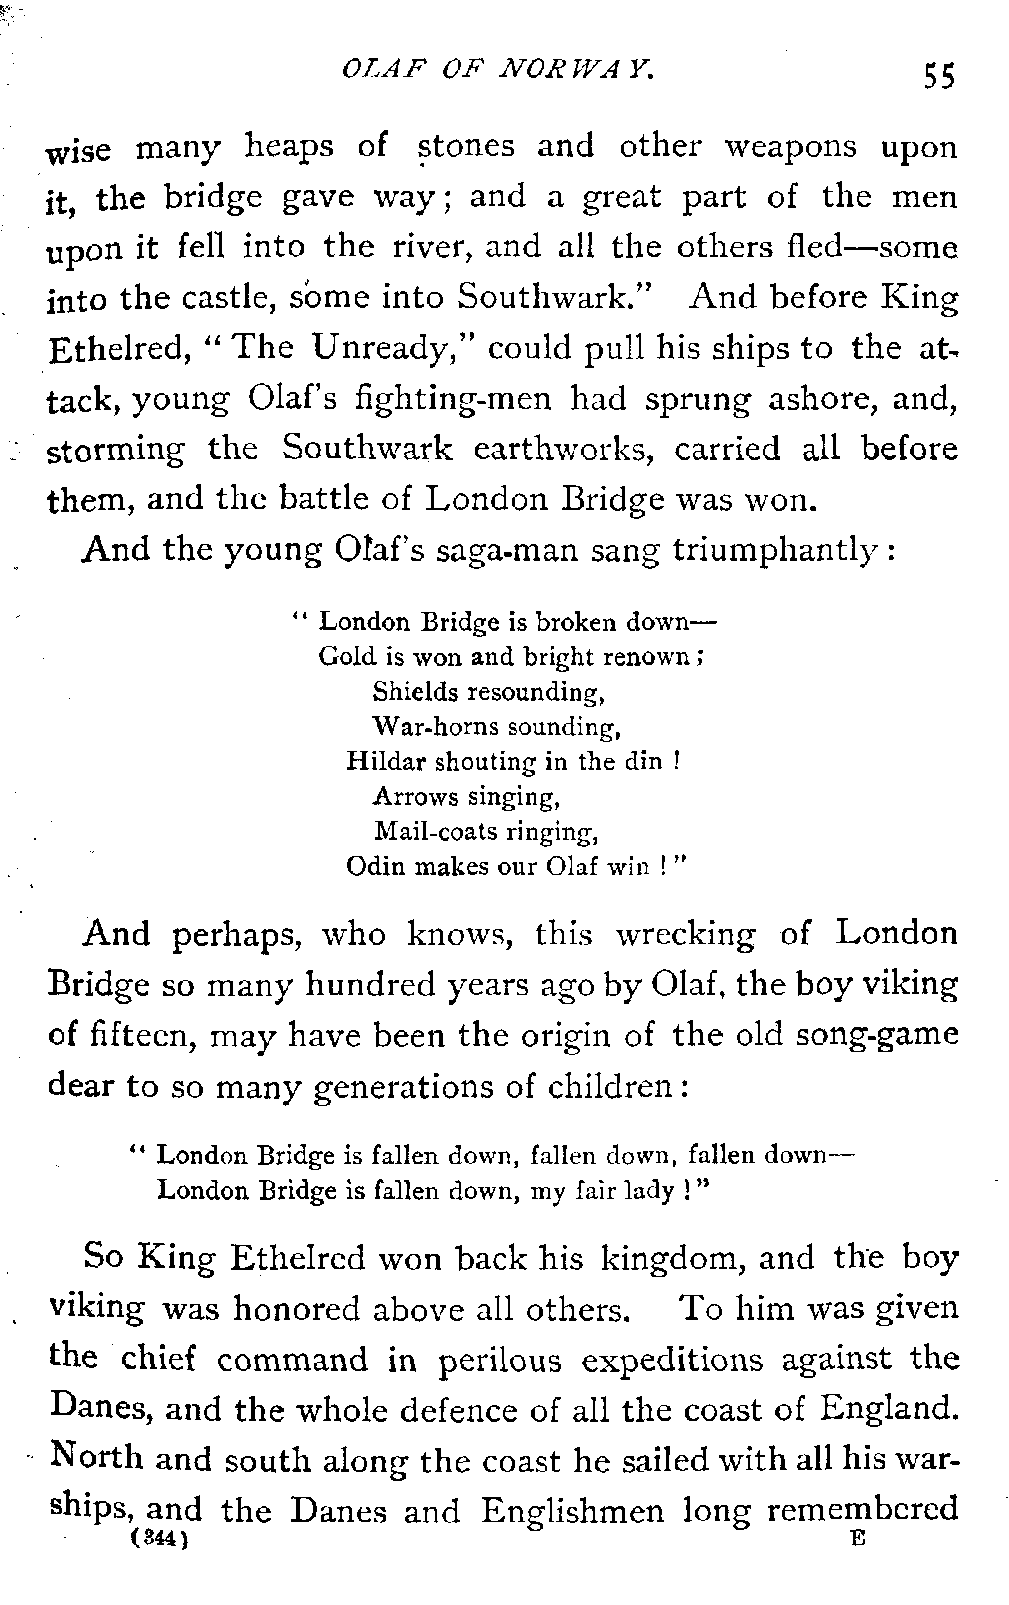 OLAF OF NORWAY. 55
wise many heaps of stones and other weapons upon
it, the bridge gave way; and a great part of the men
upon it fell into the river, and all the others fled—some
into the castle, some into Southwark." And before King
Ethelred, "The Unready," could pull his ships to the at-
tack, young Olaf's fighting-men had sprung ashore, and,
storming the Southwark earthworks, carried all before
them, and the battle of London Bridge was won.
And the young Olaf's saga-man sang triumphantly:
"London Bridge is broken down—
Gold is won and bright renown;
Shields resounding,
War-horns sounding,
Hildar shouting in the din!
Arrows singing,
Mail-coats ringing,
Odin makes our Olaf win!"
And perhaps, who knows, this wrecking of London
Bridge so many hundred years ago by Olaf, the boy viking
of fifteen, may have been the origin of the old song-game
dear to so many generations of children:
"London Bridge is fallen down, fallen down, fallen down—
London Bridge is fallen down, my fair lady!"
So King Ethelred won back his kingdom, and the boy
viking was honored above all others. To him was given
the chief command in perilous expeditions against the
Danes, and the whole defence of all the coast of England.
North and south along the coast he sailed with all his war-
ships, and the Danes and Englishmen long remembered
(344) E